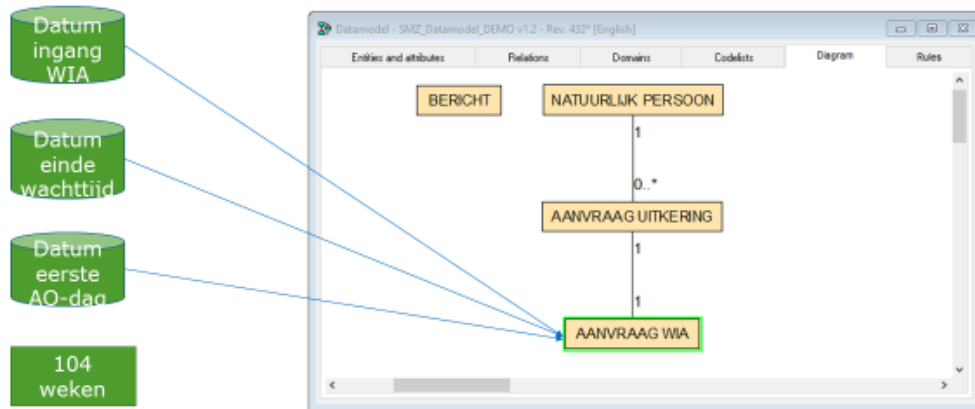 Datum
ingang
WIA
Datum
einde
wachttijd
Datum
eerste
AO-dag
104
weken
Datamodel - SMZ_Datamodel_DEMO v1.2 - Rev. 432* [English]
Entities and attributes
Relations
Domains
Codelists
Diagram
Rules
BERICHT
NATUURLIJK PERSOON
1
0..*
AANVRAAG UITKERING
1
1
AANVRAAG WIA